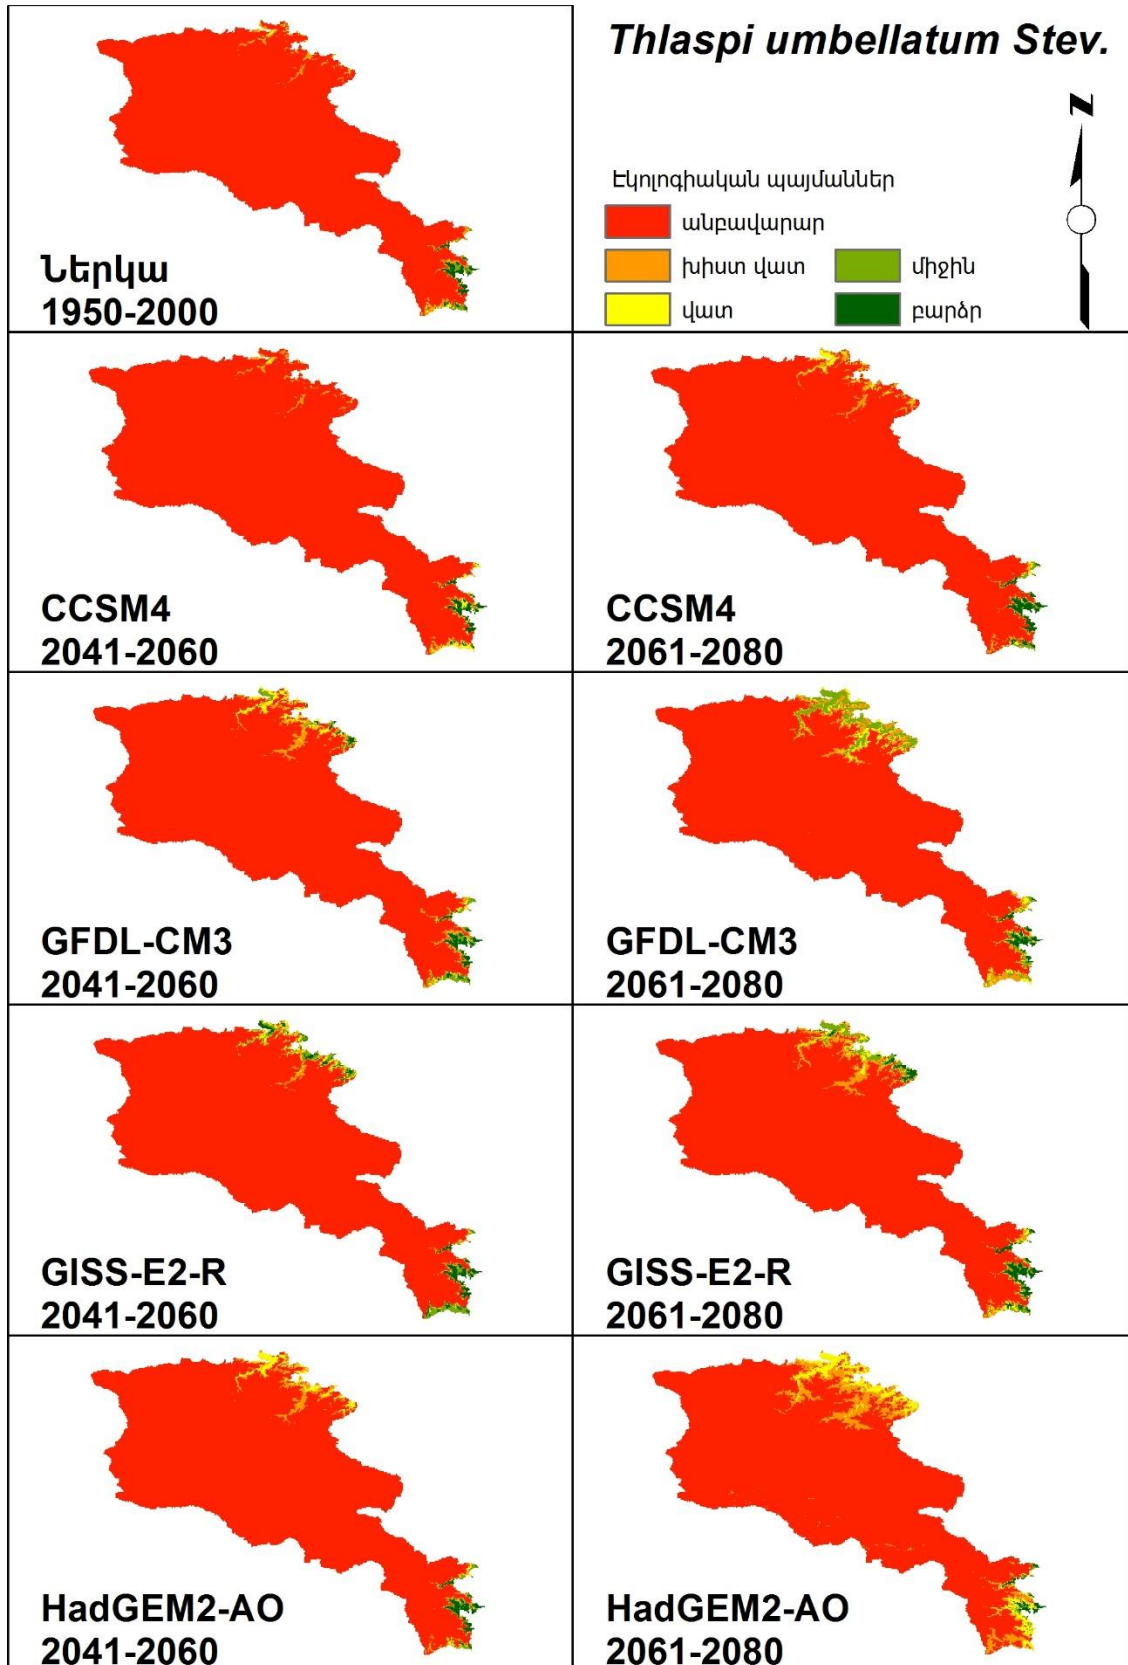 Thlaspi umbellatum Stev.
N
Էկոլոգիական պայմաններ
անբավարար
խիստ վատ
միջին
վատ
բարձր
Ներկա
1950-2000
CCSM4
2041-2060
CCSM4
2061-2080
GFDL-CM3
2041-2060
GFDL-CM3
2061-2080
GISS-E2-R
2041-2060
GISS-E2-R
2061-2080
HadGEM2-AO
2041-2060
HadGEM2-AO
2061-2080